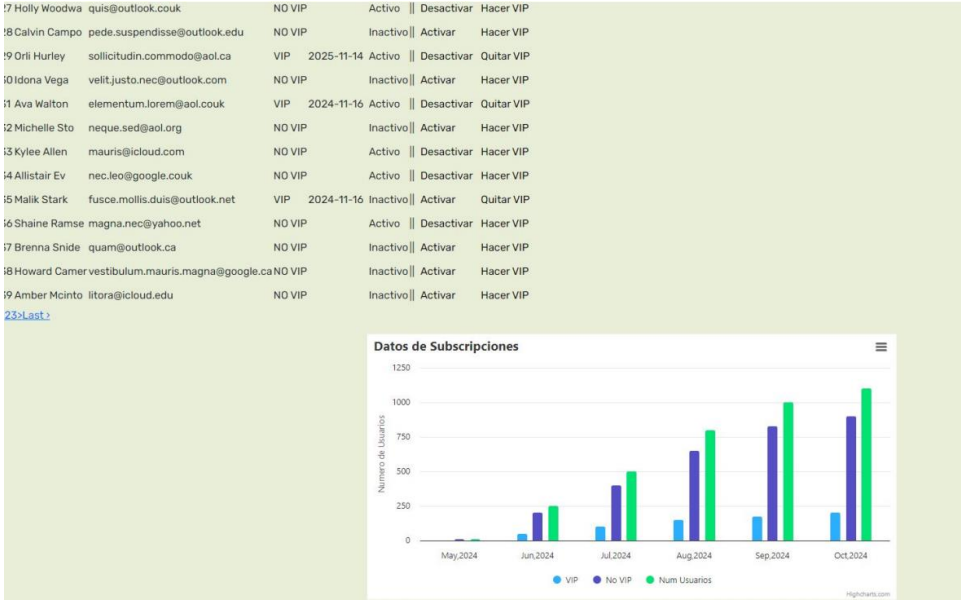 27 Holly Woodwa quis@outlook.couk NO VIP Activo || Desactivar Hacer VIP
28 Calvin Campo pede.suspendisse@outlook.edu NO VIP Inactivo || Activar Hacer VIP
29 Orli Hurley sollicitudin.commodo@aol.ca VIP 2025-11-14 Activo || Desactivar Quitar VIP
30 Idona Vega velit.justo.nec@outlook.com NO VIP Inactivo || Activar Hacer VIP
31 Ava Walton elementum.lorem@aol.couk VIP 2024-11-16 Activo || Desactivar Quitar VIP
32 Michelle Sto neque.sed@aol.org NO VIP Inactivo || Activar Hacer VIP
33 Kylee Allen mauris@icloud.com NO VIP Activo || Desactivar Hacer VIP
34 Allistair Ev nec.leo@google.couk NO VIP Activo || Desactivar Hacer VIP
35 Malik Stark fusce.mollis.duis@outlook.net VIP 2024-11-16 Inactivo || Activar Quitar VIP
36 Shaine Ramse magna.nec@yahoo.net NO VIP Activo || Desactivar Hacer VIP
37 Brenna Snide quam@outlook.ca NO VIP Inactivo || Activar Hacer VIP
38 Howard Camer vestibulum.mauris.magna@google.ca NO VIP Inactivo || Activar Hacer VIP
39 Amber Mcinto litora@icloud.edu NO VIP Inactivo || Activar Hacer VIP
23>Last ›
Datos de Subscripciones
1250
1000
750
500
250
0
Numero de Usuarios
May,2024 Jun,2024 Jul,2024 Aug,2024 Sep,2024 Oct,2024
VIP No VIP Num Usuarios
Highcharts.com